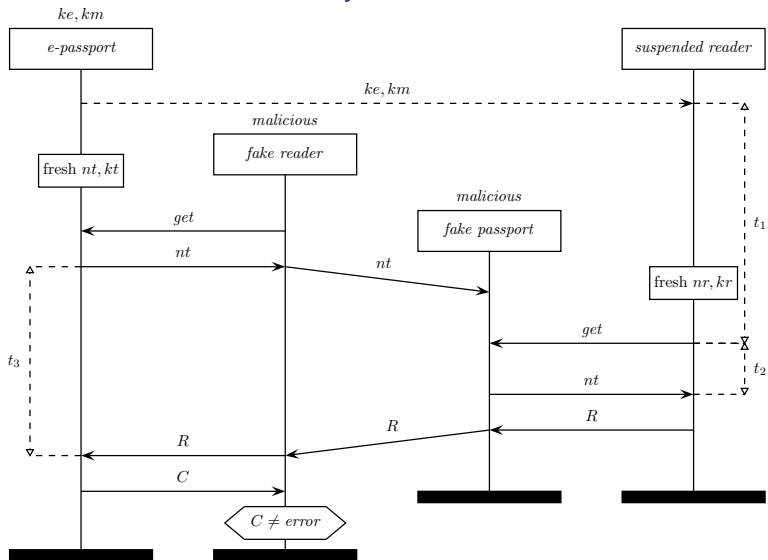 ke, km
e-passport
suspended reader
ke, km
malicious
fake reader
fresh nt, kt
malicious
get
fake passport
t1
nt
nt
fresh nr, kr
get
t3
t2
nt
R
R
R
C
C ≠ error